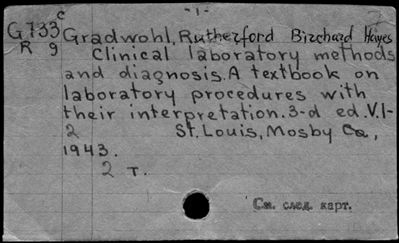 - 1 -
G733c Gradwohl, Rutherford Birchard Hayes
R 9 Clinical laboratory methods
and diagnosis. A textbook on
laboratory procedures with
their interpretation. 3-d ed. V.1-
2 St. Louis, Mosby Co.,
1943.
2 т.
См. след. карт.